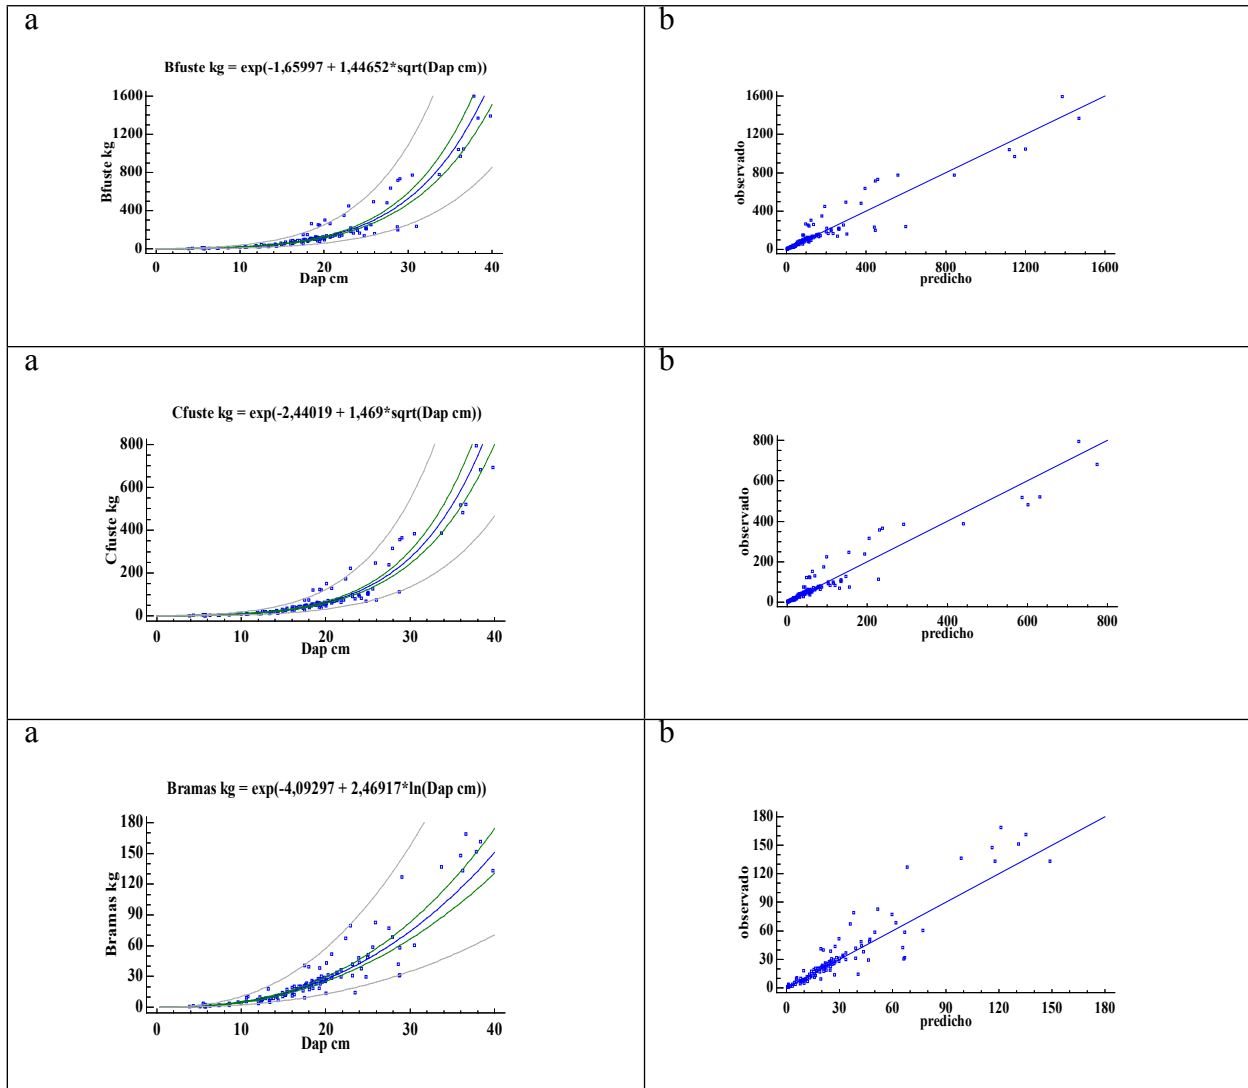 a
Bfuste kg = exp(-1,65997 + 1,44652*sqrt(Dap cm))
1600
1200
800
400
0
Bfuste kg
0 10 20 30 40
Dap cm
b
1600
1200
800
400
0
observado
0 400 800 1200 1600
predicho
a
Cfuste kg = exp(-2,44019 + 1,469*sqrt(Dap cm))
800
600
400
200
0
Cfuste kg
0 10 20 30 40
Dap cm
b
800
600
400
200
0
observado
0 200 400 600 800
predicho
a
Bramas kg = exp(-4,09297 + 2,46917*ln(Dap cm))
180
150
120
90
60
30
0
Bramas kg
0 10 20 30 40
Dap cm
b
180
150
120
90
60
30
0
observado
0 30 60 90 120 150 180
predicho